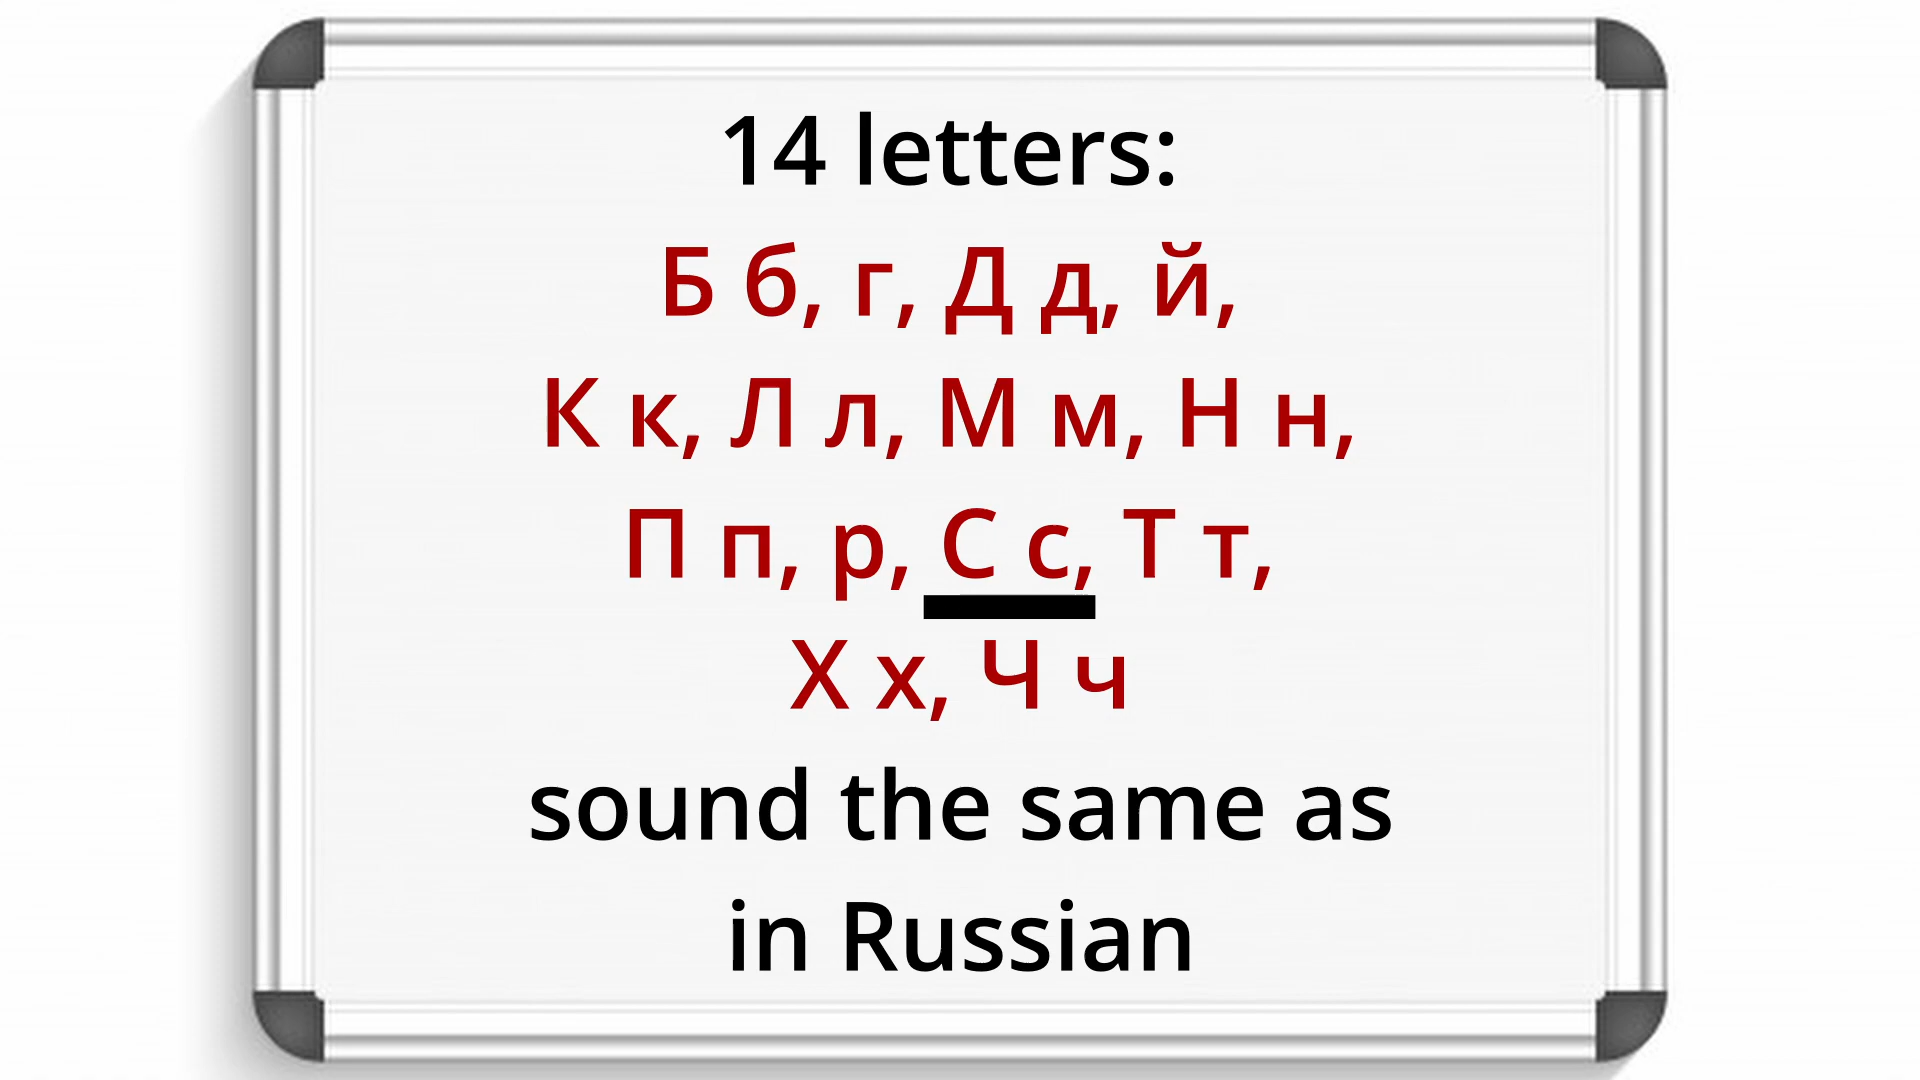 14 letters:
Б б, г, Д д, й,
К к, Л л, М м, Н н,
П п, р, С с, Т т,
Х х, Ч ч
sound the same as
in Russian